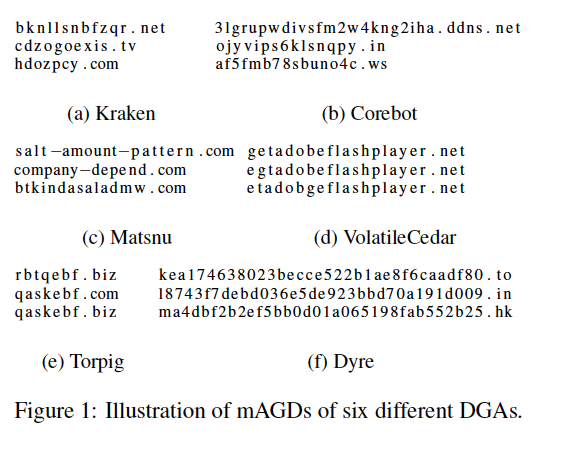 bknllsnbfzqr.net
cdzogoexis.tv
hdozpcy.com
(a) Kraken
3lgrupwdivsfm2w4kng2iha.ddns.net
ojyvips6klsnqpy.in
af5fmb78sbuno4c.ws
(b) Corebot
salt−amount−pattern.com
company−depend.com
btkindasaladmw.com
(c) Matsnu
getadobeflashplayer.net
egtadobeflashplayer.net
etadobgeflashplayer.net
(d) VolatileCedar
rbtqebf.biz
qaskebf.com
qaskebf.biz
(e) Torpig
kea174638023becce522b1ae8f6caadf80.to
l8743f7debd036e5de923bbd70a191d009.in
ma4dbf2b2ef5bb0d01a065198fab552b25.hk
(f) Dyre
Figure 1: Illustration of mAGDs of six different DGAs.